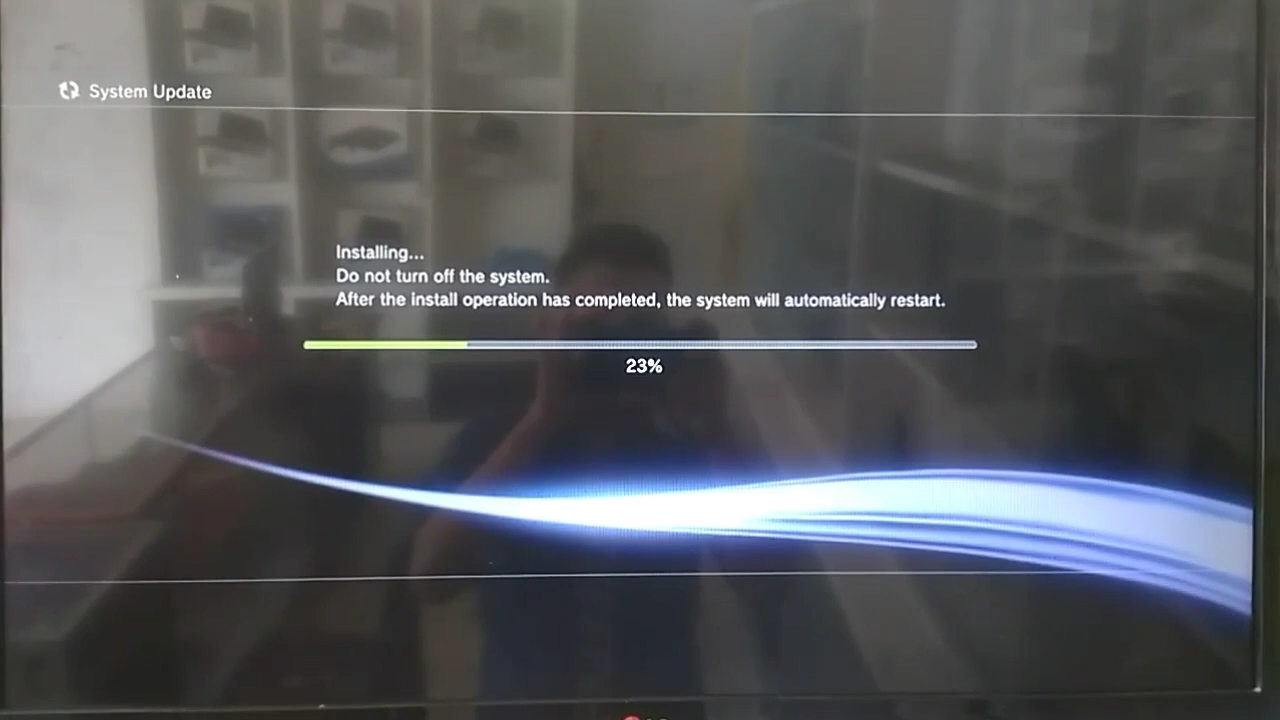 System Update
Installing...
Do not turn off the system.
After the install operation has completed, the system will automatically restart.
23%